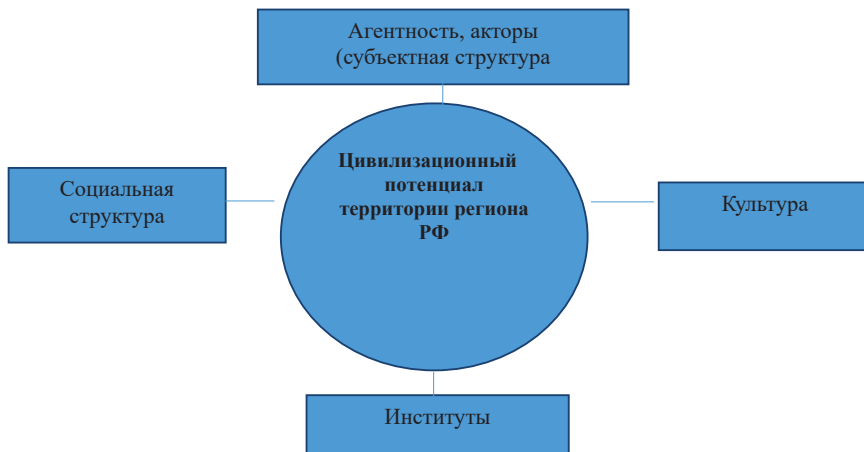 Агентность, акторы
(субъектная структура
Цивилизационный
потенциал
территории региона
РФ
Социальная
структура
Культура
Институты